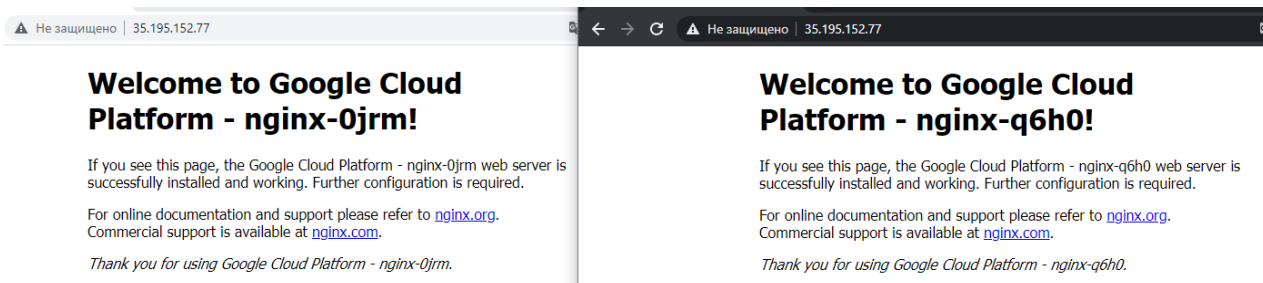 Не защищено | 35.195.152.77
Welcome to Google Cloud
Platform - nginx-0jrm!
If you see this page, the Google Cloud Platform - nginx-0jrm web server is
successfully installed and working. Further configuration is required.
For online documentation and support please refer to nginx.org.
Commercial support is available at nginx.com.
Thank you for using Google Cloud Platform - nginx-0jrm.
Не защищено | 35.195.152.77
Welcome to Google Cloud
Platform - nginx-q6h0!
If you see this page, the Google Cloud Platform - nginx-q6h0 web server is
successfully installed and working. Further configuration is required.
For online documentation and support please refer to nginx.org.
Commercial support is available at nginx.com.
Thank you for using Google Cloud Platform - nginx-q6h0.